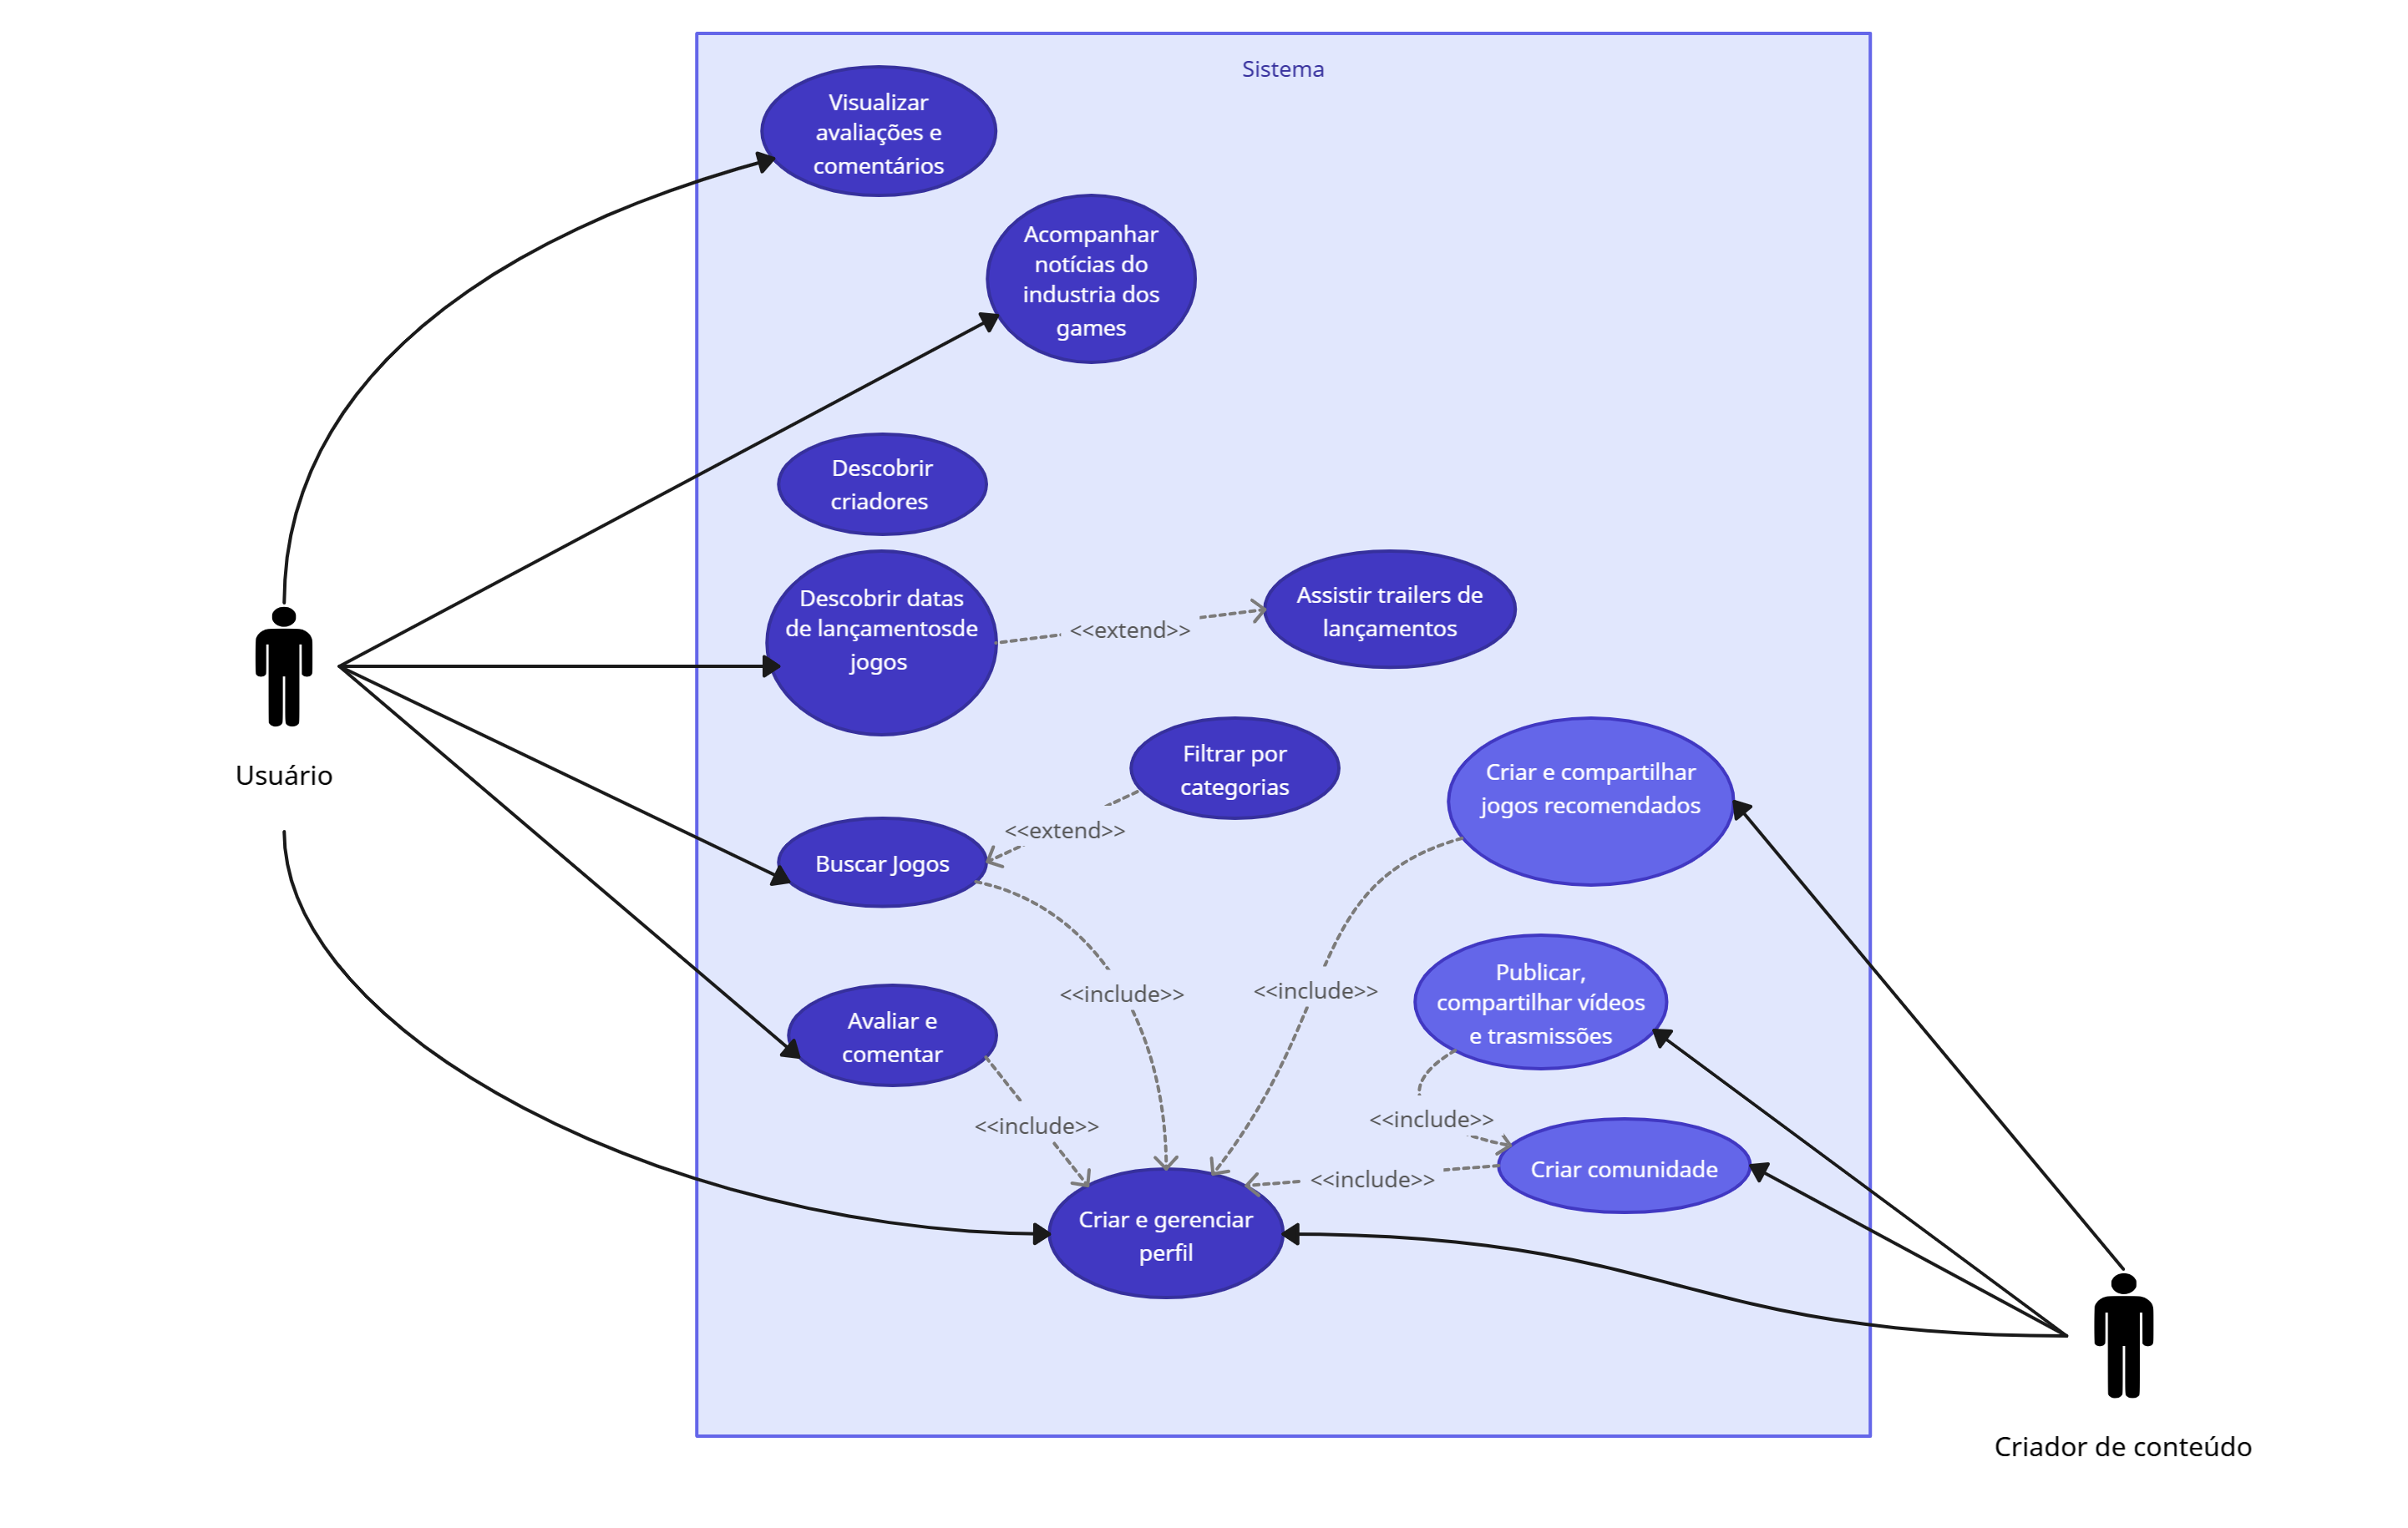 Sistema
Visualizar
avaliações e
comentários
Acompanhar
notícias do
industria dos
games
Descobrir
criadores
Descobrir datas
de lançamentosde
jogos
<<extend>>
Assistir trailers de
lançamentos
Usuário
Filtrar por
categorias
<<extend>>
Buscar Jogos
Criar e compartilhar
jogos recomendados
<<include>>
<<include>>
Publicar,
compartilhar vídeos
e trasmissões
Avaliar e
comentar
<<include>>
<<include>>
<<include>>
Criar comunidade
Criar e gerenciar
perfil
Criador de conteúdo